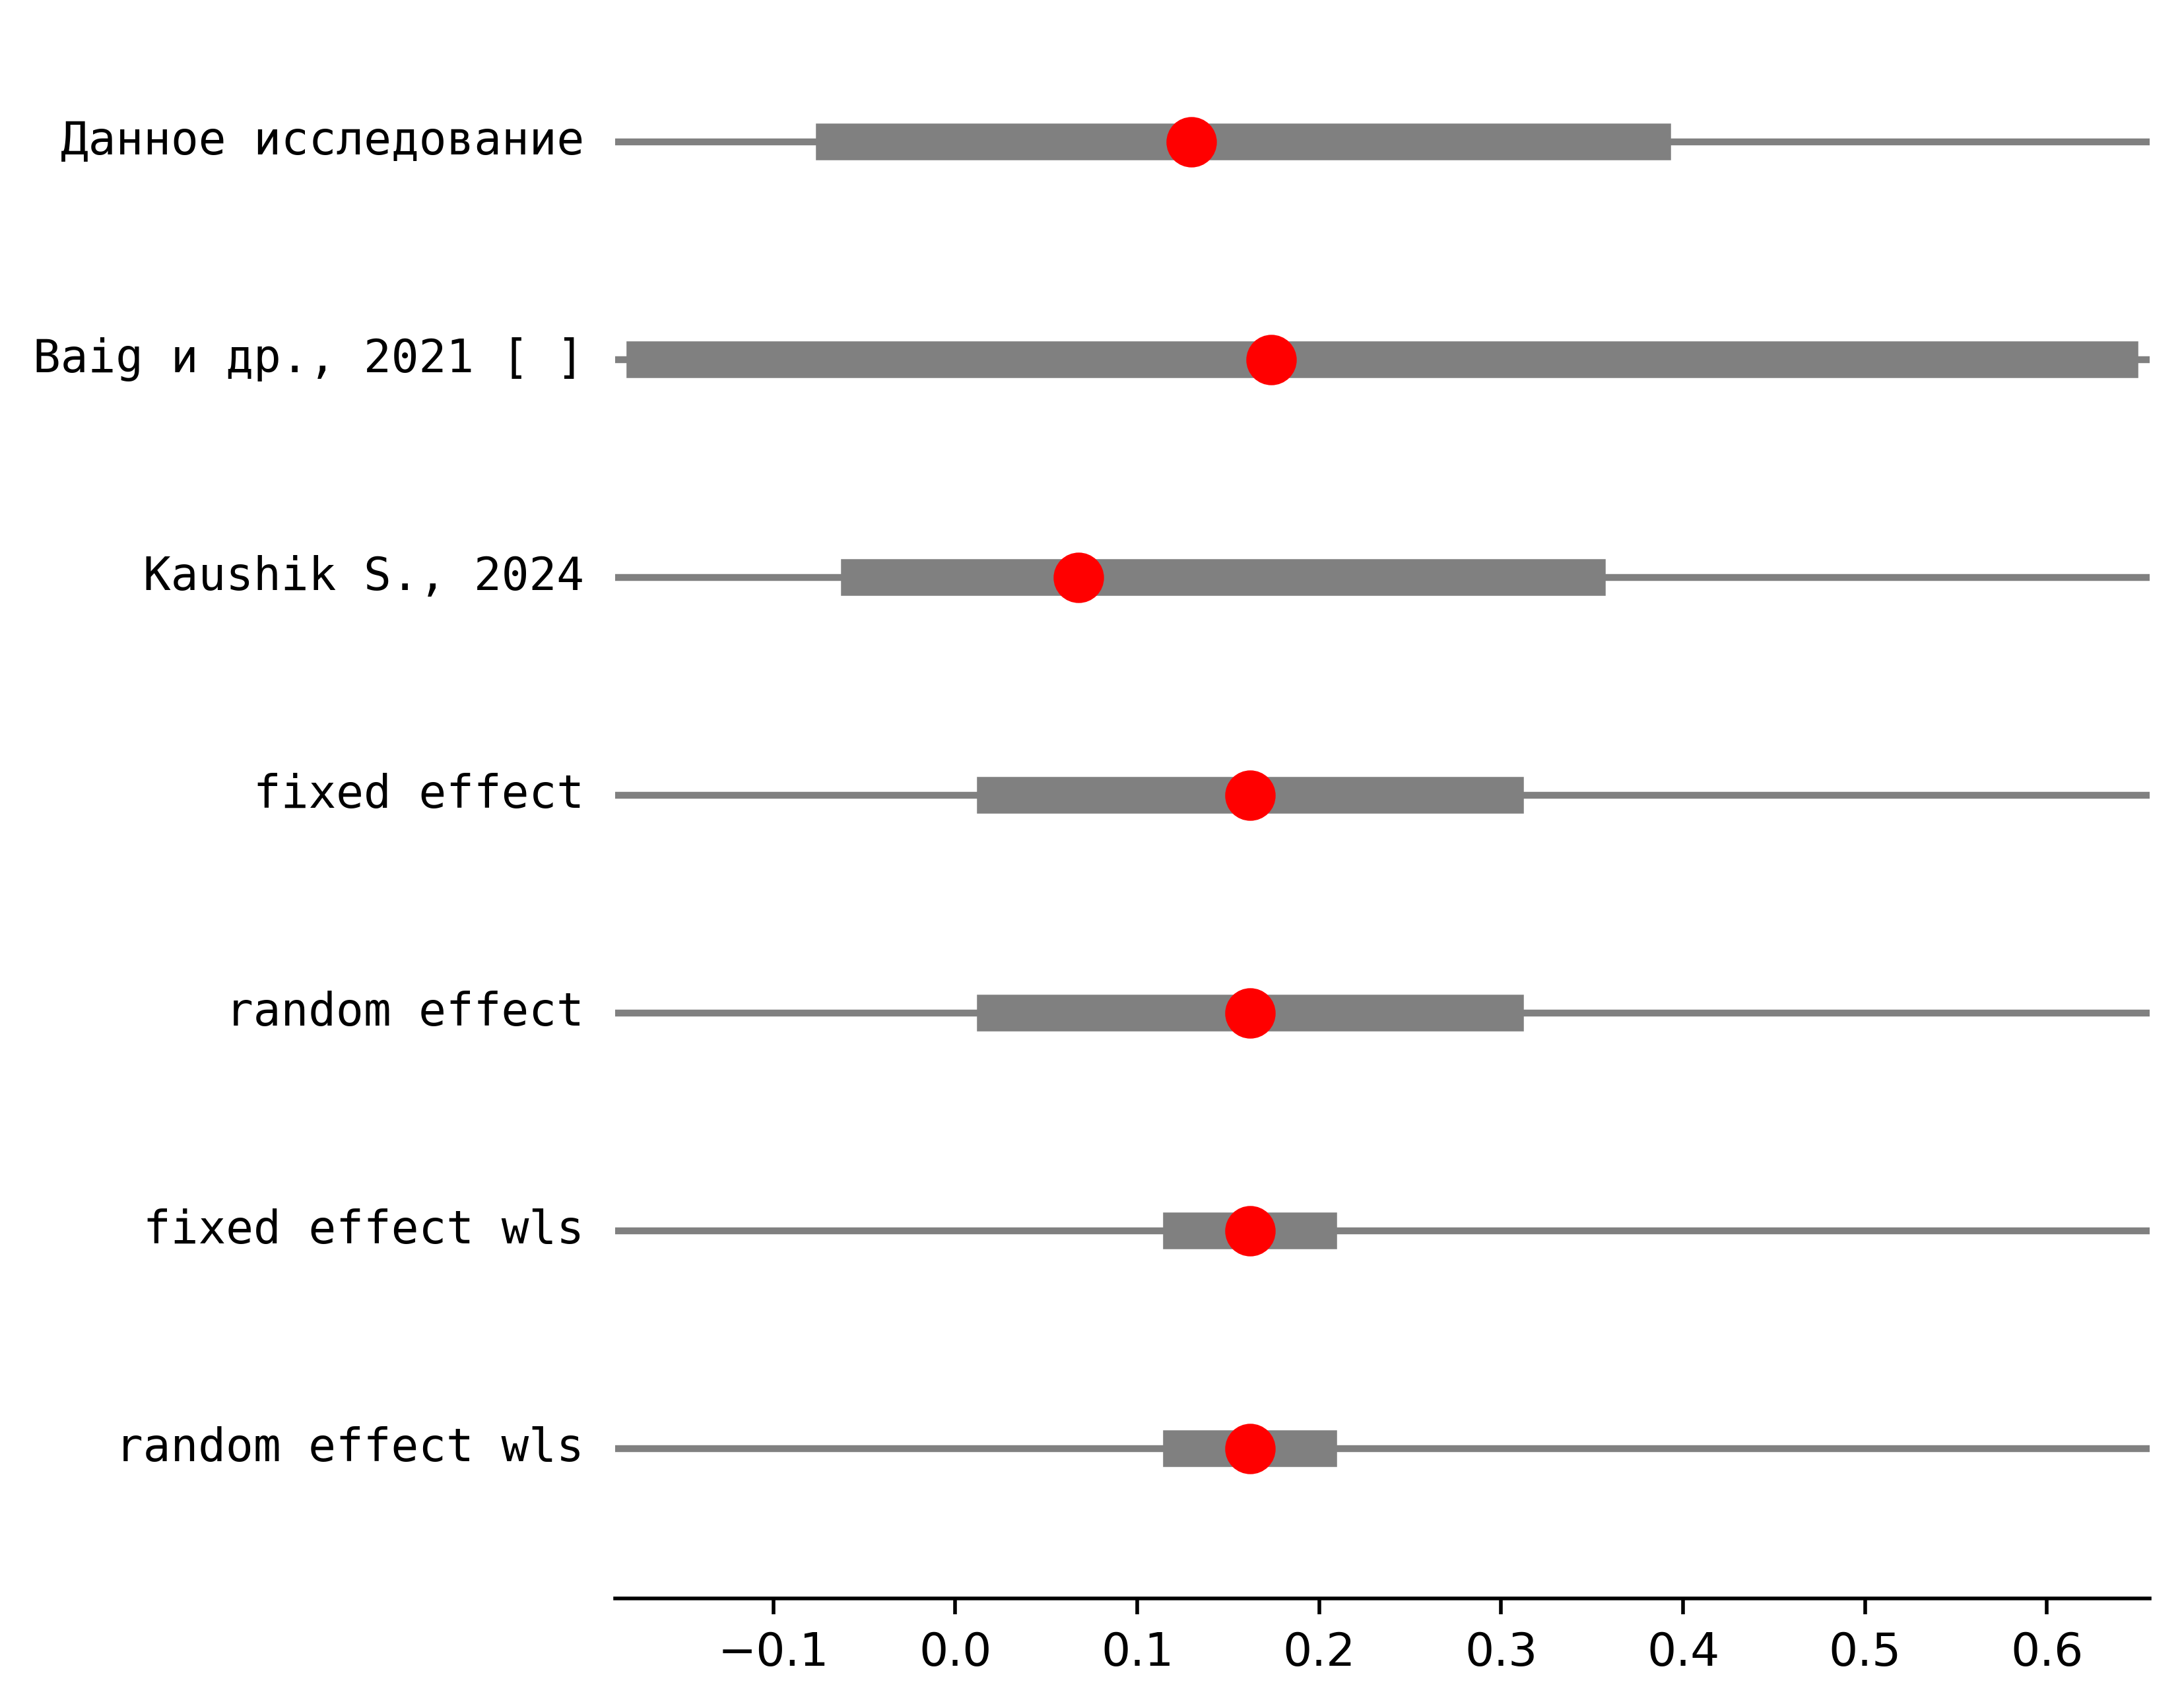 Данное исследование
Baig и др., 2021 [ ]
Kaushik S., 2024
fixed effect
random effect
fixed effect wls
random effect wls
−0.1 0.0 0.1 0.2 0.3 0.4 0.5 0.6